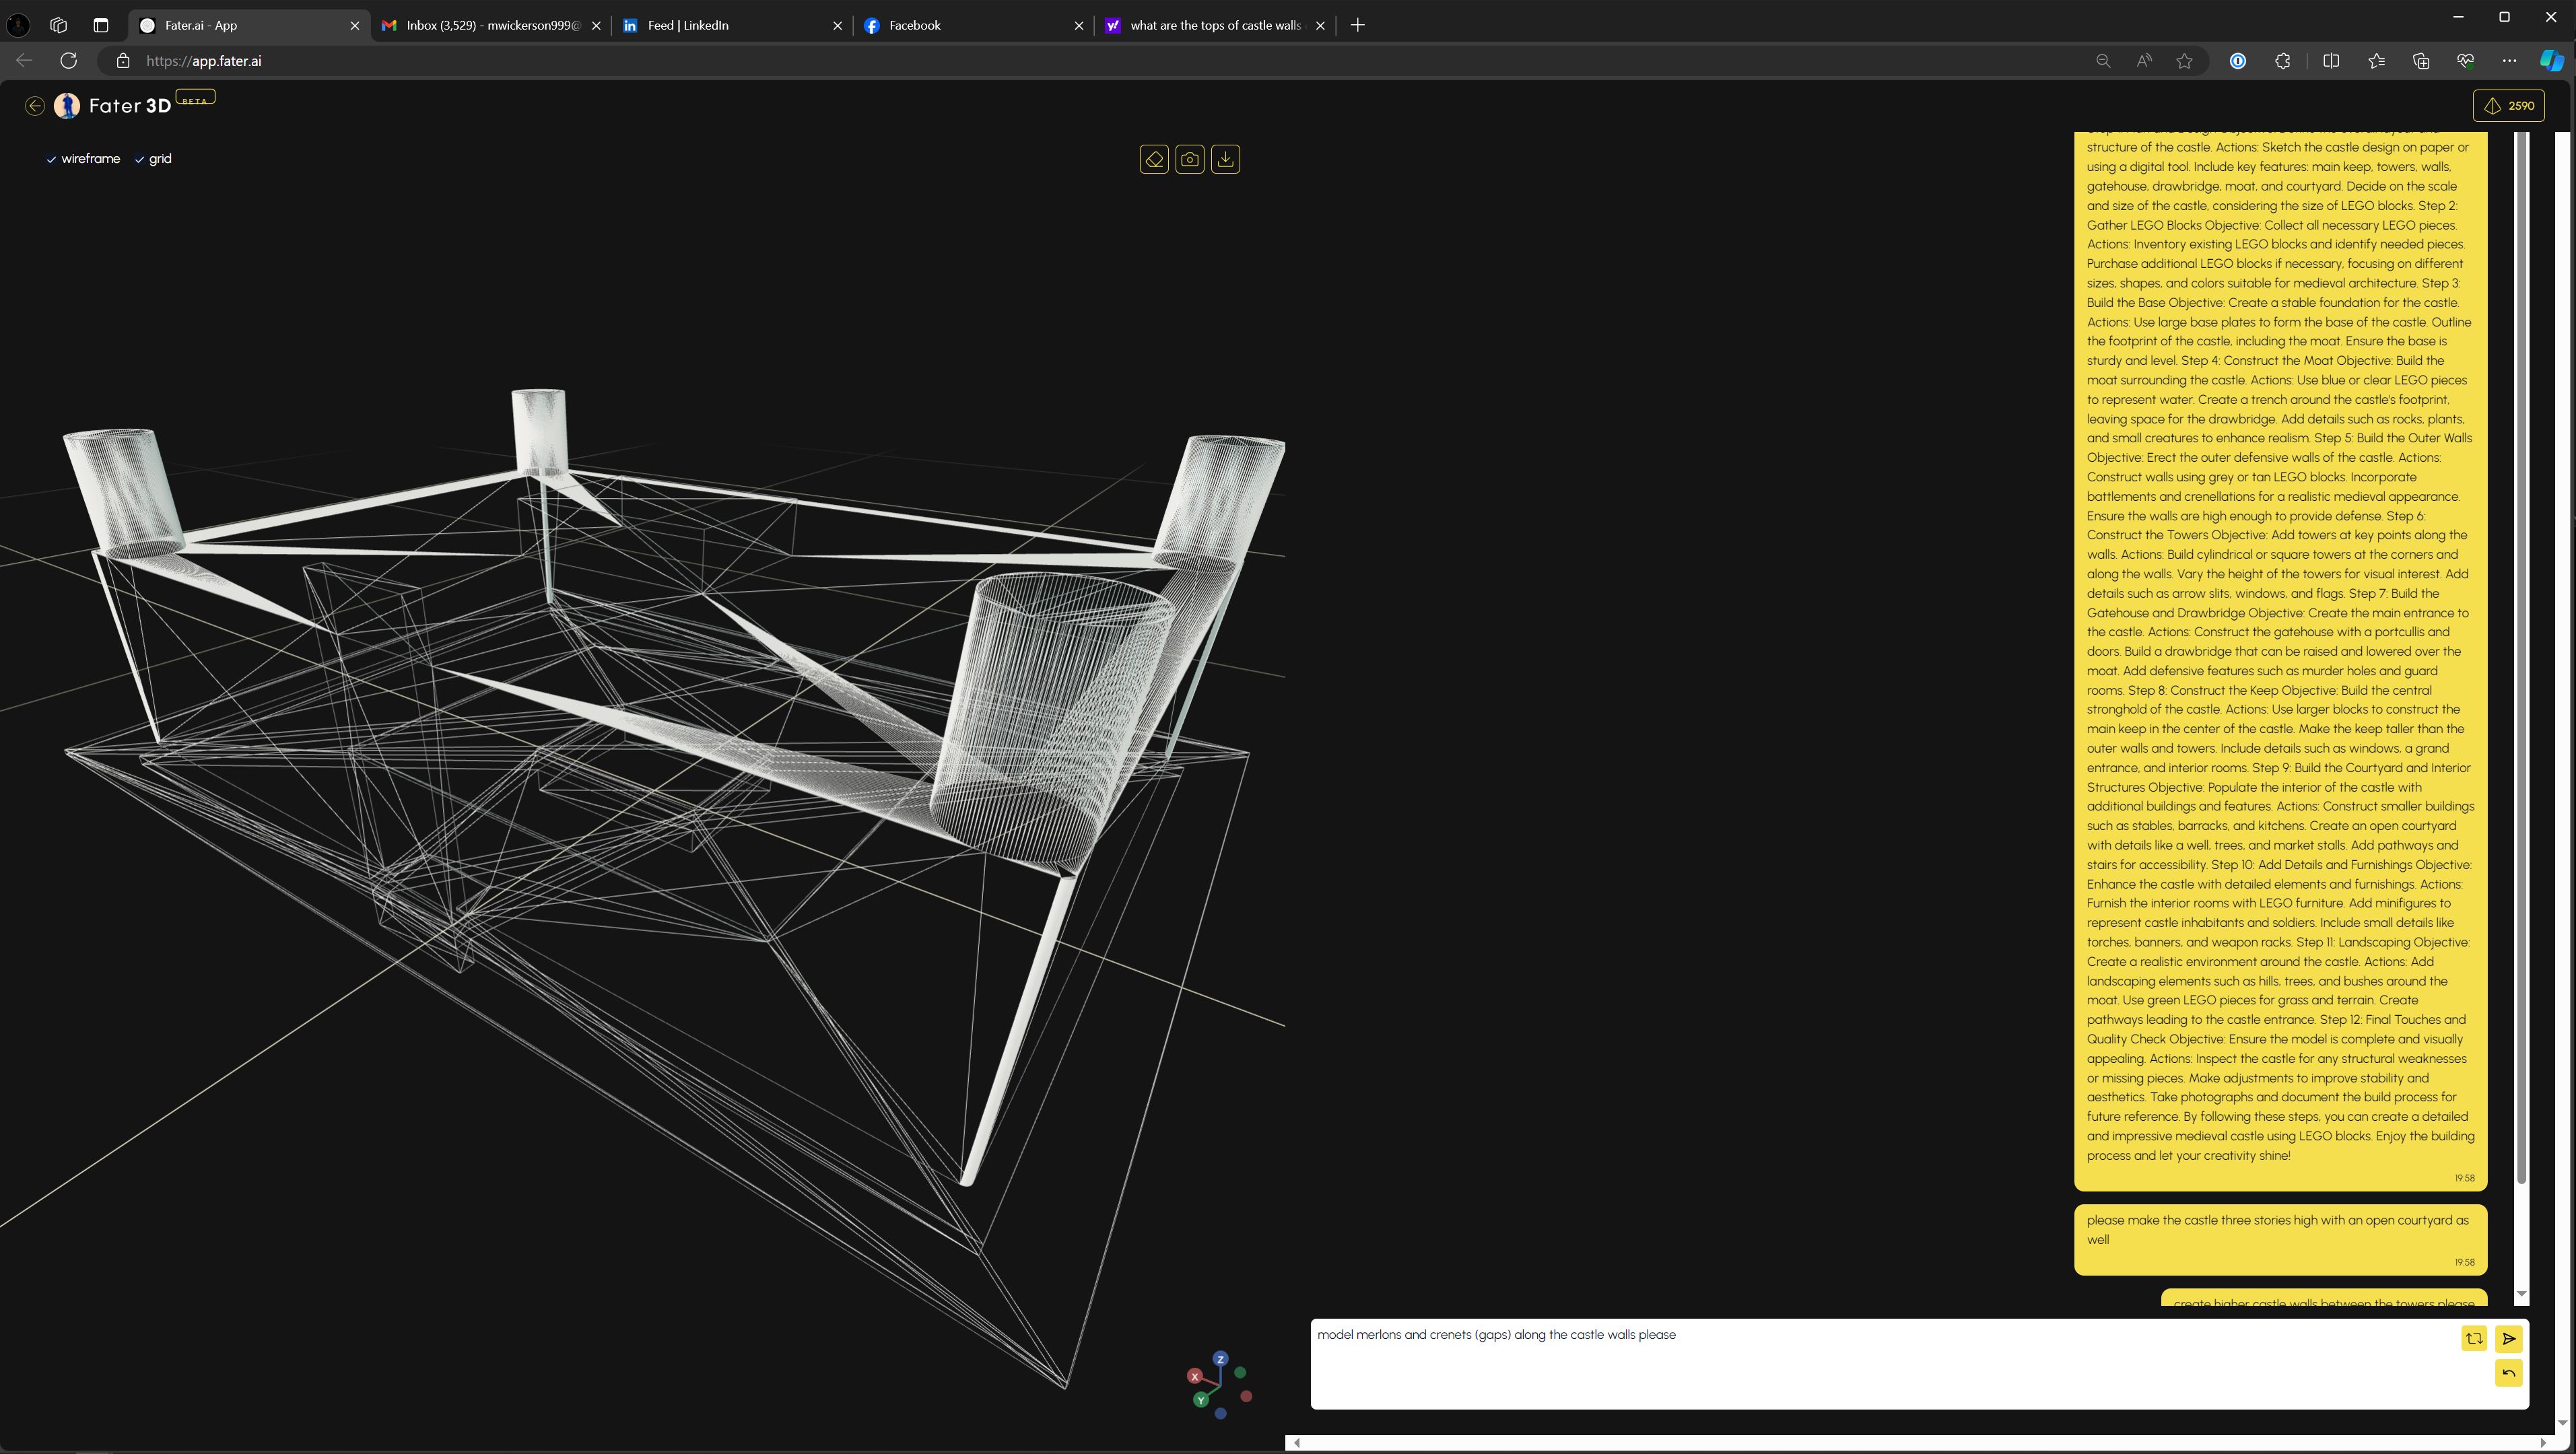 Fater.ai - App
Inbox (3,529) - mwickerson999@
Feed | LinkedIn
Facebook
what are the tops of castle walls
https://app.fater.ai
Fater 3D BETA
2590
wireframe
grid
structure of the castle. Actions: Sketch the castle design on paper or
using a digital tool. Include key features: main keep, towers, walls,
gatehouse, drawbridge, moat, and courtyard. Decide on the scale
and size of the castle, considering the size of LEGO blocks. Step 2:
Gather LEGO Blocks Objective: Collect all necessary LEGO pieces.
Actions: Inventory existing LEGO blocks and identify needed pieces.
Purchase additional LEGO blocks if necessary, focusing on different
sizes, shapes, and colors suitable for medieval architecture. Step 3:
Build the Base Objective: Create a stable foundation for the castle.
Actions: Use large base plates to form the base of the castle. Outline
the footprint of the castle, including the moat. Ensure the base is
sturdy and level. Step 4: Construct the Moat Objective: Build the
moat surrounding the castle. Actions: Use blue or clear LEGO pieces
to represent water. Create a trench around the castle's footprint,
leaving space for the drawbridge. Add details such as rocks, plants,
and small creatures to enhance realism. Step 5: Build the Outer Walls
Objective: Erect the outer defensive walls of the castle. Actions:
Construct walls using grey or tan LEGO blocks. Incorporate
battlements and crenellations for a realistic medieval appearance.
Ensure the walls are high enough to provide defense. Step 6:
Construct the Towers Objective: Add towers at key points along the
walls. Actions: Build cylindrical or square towers at the corners and
along the walls. Vary the height of the towers for visual interest. Add
details such as arrow slits, windows, and flags. Step 7: Build the
Gatehouse and Drawbridge Objective: Create the main entrance to
the castle. Actions: Construct the gatehouse with a portcullis and
doors. Build a drawbridge that can be raised and lowered over the
moat. Add defensive features such as murder holes and guard
rooms. Step 8: Construct the Keep Objective: Build the central
stronghold of the castle. Actions: Use larger blocks to construct the
main keep in the center of the castle. Make the keep taller than the
outer walls and towers. Include details such as windows, a grand
entrance, and interior rooms. Step 9: Build the Courtyard and Interior
Structures Objective: Populate the interior of the castle with
additional buildings and features. Actions: Construct smaller buildings
such as stables, barracks, and kitchens. Create an open courtyard
with details like a well, trees, and market stalls. Add pathways and
stairs for accessibility. Step 10: Add Details and Furnishings Objective:
Enhance the castle with detailed elements and furnishings. Actions:
Furnish the interior rooms with LEGO furniture. Add minifigures to
represent castle inhabitants and soldiers. Include small details like
torches, banners, and weapon racks. Step 11: Landscaping Objective:
Create a realistic environment around the castle. Actions: Add
landscaping elements such as hills, trees, and bushes around the
moat. Use green LEGO pieces for grass and terrain. Create
pathways leading to the castle entrance. Step 12: Final Touches and
Quality Check Objective: Ensure the model is complete and visually
appealing. Actions: Inspect the castle for any structural weaknesses
or missing pieces. Make adjustments to improve stability and
aesthetics. Take photographs and document the build process for
future reference. By following these steps, you can create a detailed
and impressive medieval castle using LEGO blocks. Enjoy the building
process and let your creativity shine!
19:58
please make the castle three stories high with an open courtyard as
well
19:58
create higher castle walls between the towers please
model merlons and crenets (gaps) along the castle walls please
Z
X
Y